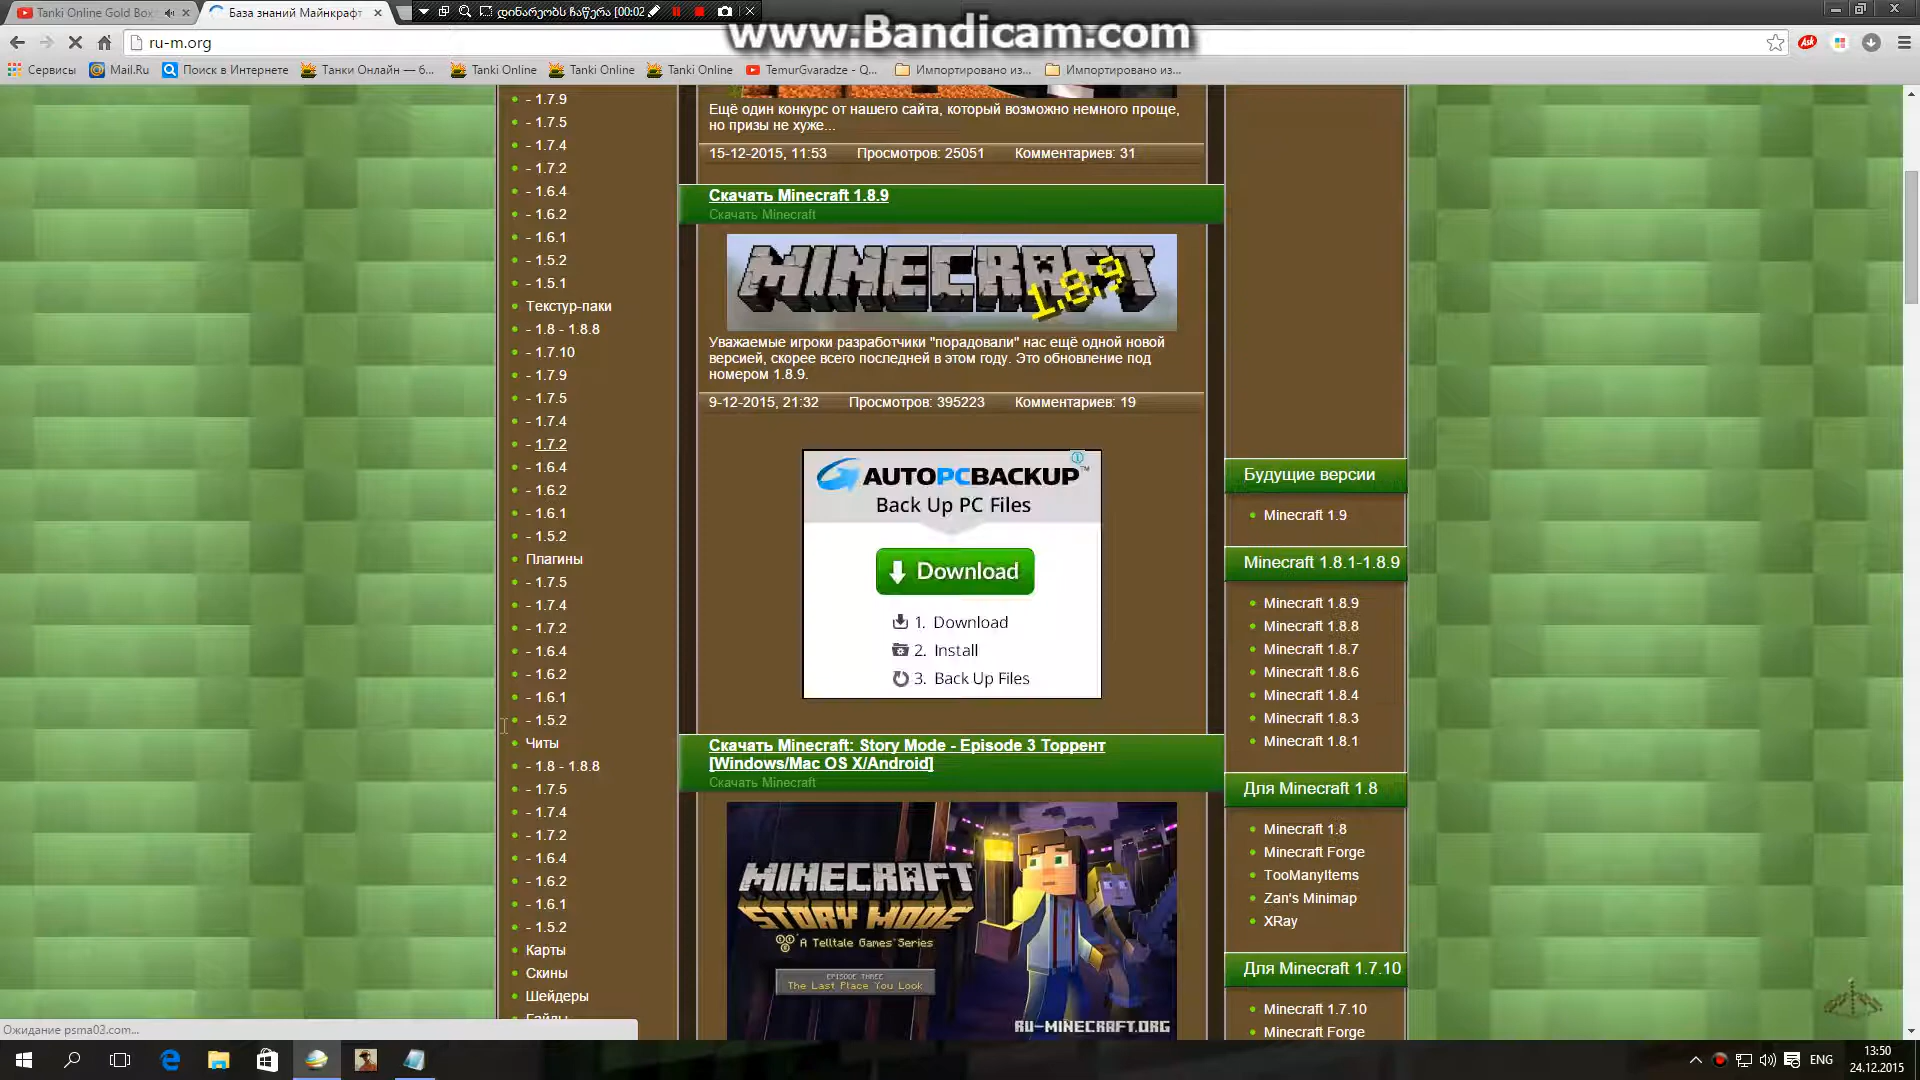 Tanki Online Gold Box
База знаний Майнкрафт
დინარეობს ჩაწერა [00:02
www.Bandicam.com
ru-m.org
Ask
Сервисы
Mail.Ru
Поиск в Интернете
Танки Онлайн — б...
Tanki Online
Tanki Online
Tanki Online
TemurGvaradze - Q...
Импортировано из...
Импортировано из...
- 1.7.9
- 1.7.5
- 1.7.4
- 1.7.2
- 1.6.4
- 1.6.2
- 1.6.1
- 1.5.2
- 1.5.1
Текстур-паки
- 1.8 - 1.8.8
- 1.7.10
- 1.7.9
- 1.7.5
- 1.7.4
- 1.7.2
- 1.6.4
- 1.6.2
- 1.6.1
- 1.5.2
Плагины
- 1.7.5
- 1.7.4
- 1.7.2
- 1.6.4
- 1.6.2
- 1.6.1
- 1.5.2
Читы
- 1.8 - 1.8.8
- 1.7.5
- 1.7.4
- 1.7.2
- 1.6.4
- 1.6.2
- 1.6.1
- 1.5.2
Карты
Скины
Шейдеры
Гайды
Ещё один конкурс от нашего сайта, который возможно немного проще,
но призы не хуже...
15-12-2015, 11:53 Просмотров: 25051 Комментариев: 31
Скачать Minecraft 1.8.9
Скачать Minecraft
MINECRAFT
1.8.9
Уважаемые игроки разработчики "порадовали" нас ещё одной новой
версией, скорее всего последней в этом году. Это обновление под
номером 1.8.9.
9-12-2015, 21:32 Просмотров: 395223 Комментариев: 19
AUTOPCBACKUP™
Back Up PC Files
Download
1. Download
2. Install
3. Back Up Files
Скачать Minecraft: Story Mode - Episode 3 Торрент
[Windows/Mac OS X/Android]
Скачать Minecraft
MINECRAFT
STORY MODE
A Telltale Games Series
EPISODE THREE
The Last Place You Look
RU-MINECRAFT.ORG
Будущие версии
Minecraft 1.9
Minecraft 1.8.1-1.8.9
Minecraft 1.8.9
Minecraft 1.8.8
Minecraft 1.8.7
Minecraft 1.8.6
Minecraft 1.8.4
Minecraft 1.8.3
Minecraft 1.8.1
Для Minecraft 1.8
Minecraft 1.8
Minecraft Forge
TooManyItems
Zan's Minimap
XRay
Для Minecraft 1.7.10
Minecraft 1.7.10
Minecraft Forge
Ожидание psma03.com...
ENG
13:50
24.12.2015